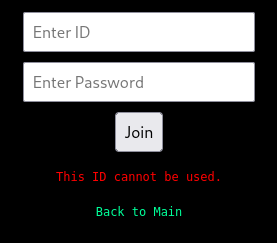 Enter ID
Enter Password
Join
This ID cannot be used.
Back to Main